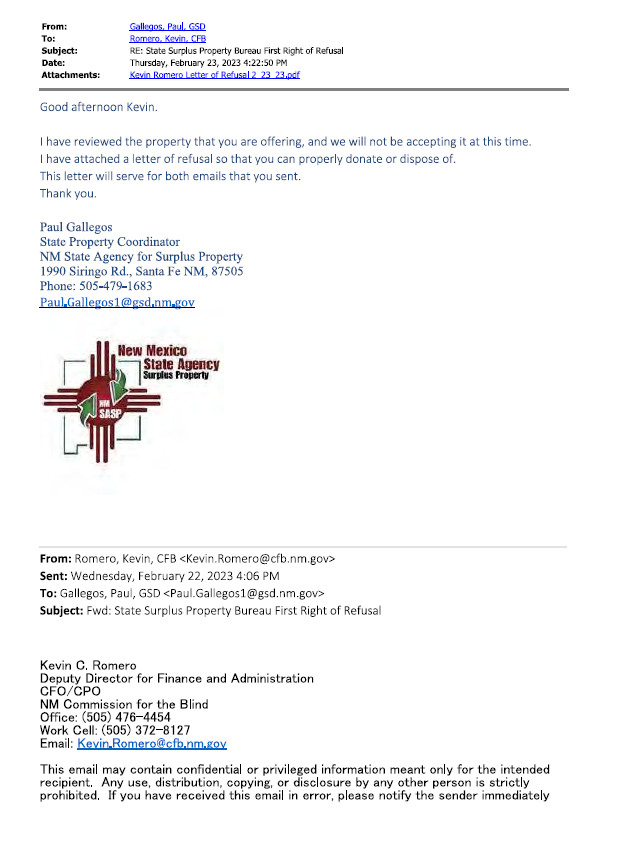 From: Gallegos, Paul, GSD
To: Romero, Kevin, CFB
Subject: RE: State Surplus Property Bureau First Right of Refusal
Date: Thursday, February 23, 2023 4:22:50 PM
Attachments: Kevin Romero Letter of Refusal 2_23_23.pdf
Good afternoon Kevin.
I have reviewed the property that you are offering, and we will not be accepting it at this time.
I have attached a letter of refusal so that you can properly donate or dispose of.
This letter will serve for both emails that you sent.
Thank you.
Paul Gallegos
State Property Coordinator
NM State Agency for Surplus Property
1990 Siringo Rd., Santa Fe NM, 87505
Phone: 505-479-1683
Paul.Gallegos1@gsd.nm.gov
New Mexico
State Agency
Surplus Property
NM
SASP
From: Romero, Kevin, CFB <Kevin.Romero@cfb.nm.gov>
Sent: Wednesday, February 22, 2023 4:06 PM
To: Gallegos, Paul, GSD <Paul.Gallegos1@gsd.nm.gov>
Subject: Fwd: State Surplus Property Bureau First Right of Refusal
Kevin C. Romero
Deputy Director for Finance and Administration
CFO/CPO
NM Commission for the Blind
Office: (505) 476-4454
Work Cell: (505) 372-8127
Email: Kevin.Romero@cfb.nm.gov
This email may contain confidential or privileged information meant only for the intended
recipient.  Any use, distribution, copying, or disclosure by any other person is strictly
prohibited.  If you have received this email in error, please notify the sender immediately